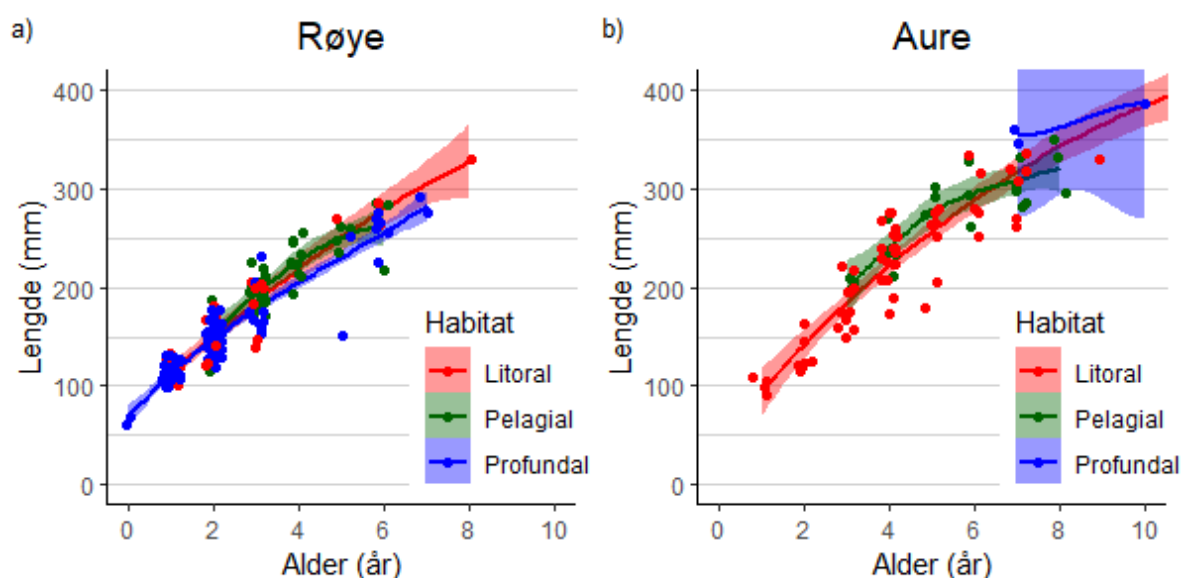 a)
Røye
Lengde (mm)
400
300
200
100
0
0 2 4 6 8 10
Alder (år)
Habitat
Litoral
Pelagial
Profundal
b)
Aure
Lengde (mm)
400
300
200
100
0
0 2 4 6 8 10
Alder (år)
Habitat
Litoral
Pelagial
Profundal